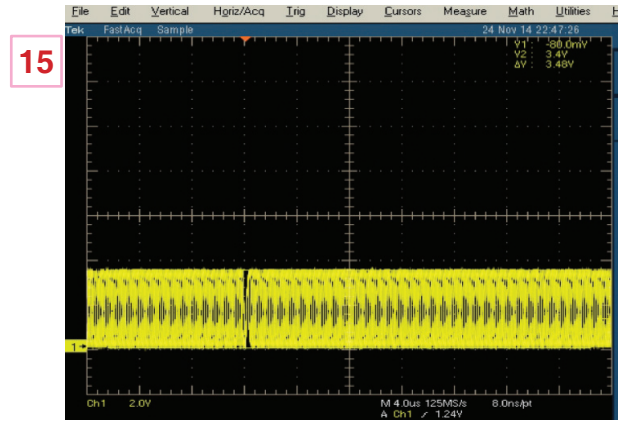 File Edit Vertical Horiz/Acq Trig Display Cursors Measure Math Utilities H
Tek FastAcq Sample 24 Nov 14 22:47:26
15
V1: -80.0mV
V2: 3.4V
ΔV: 3.48V
1
Ch1 2.0V M 4.0us 125MS/s 8.0ns/pt
A Ch1 / 1.24V